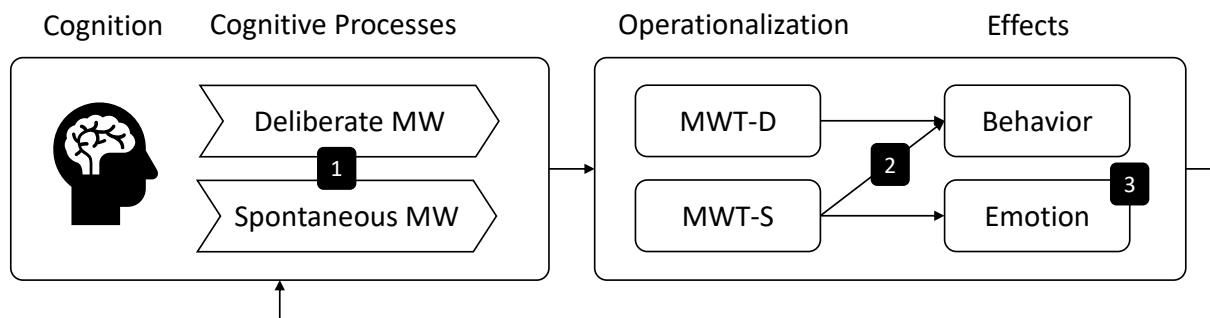 Cognition
Cognitive Processes
Operationalization
Effects
Deliberate MW
1
Spontaneous MW
MWT-D
Behavior
2
3
MWT-S
Emotion